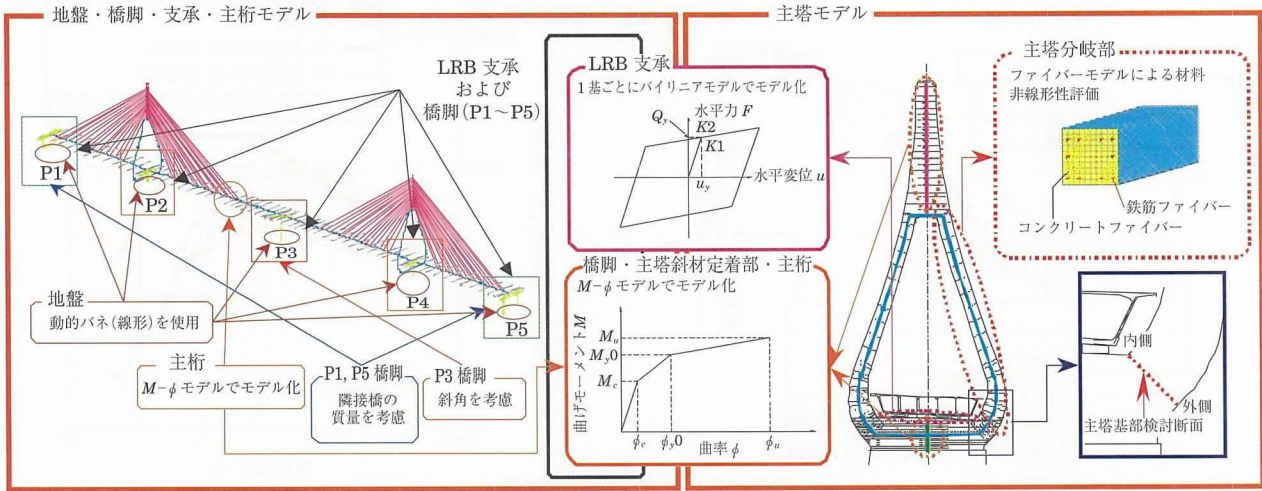 地盤・橋脚・支承・主桁モデル
LRB 支承
および
橋脚(P1~P5)
P1
P2
P3
P4
P5
地盤
動的バネ(線形)を使用
主桁
M-φ モデルでモデル化
P1, P5 橋脚
隣接橋の
質量を考慮
P3 橋脚
斜角を考慮
LRB 支承
1基ごとにバイリニアモデルでモデル化
水平力 F
Qy
K2
K1
水平変位 u
uy
橋脚・主塔斜材定着部・主桁
M-φ モデルでモデル化
曲げモーメント M
Mu
My0
Mc
φc
φy0
φu
曲率 φ
主塔モデル
主塔分岐部
ファイバーモデルによる材料
非線形性評価
鉄筋ファイバー
コンクリートファイバー
内側
外側
主塔基部検討断面